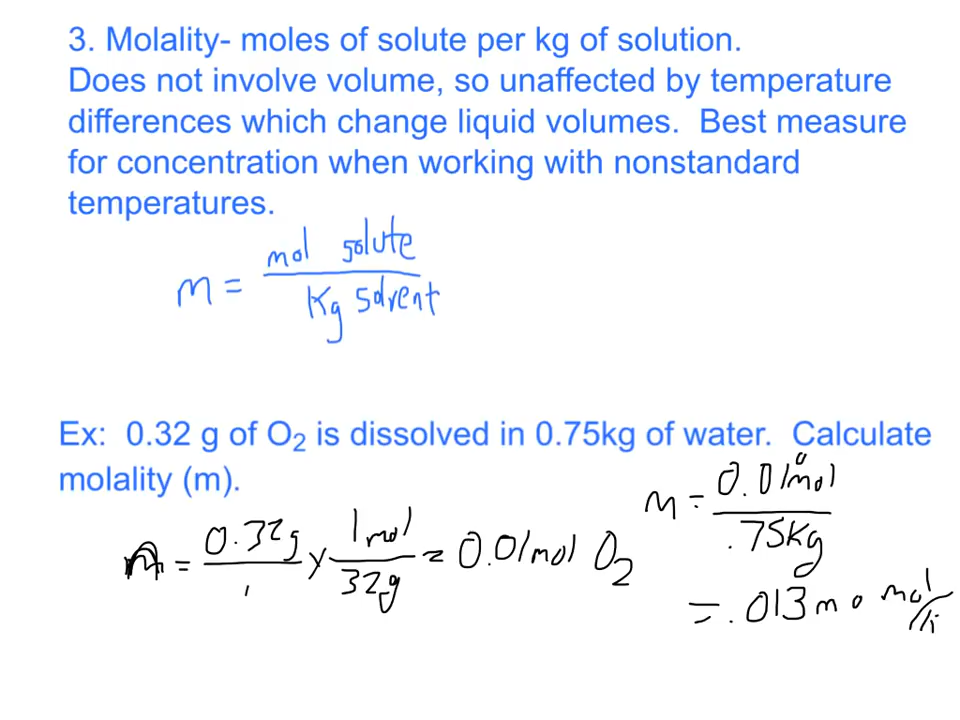 3. Molality- moles of solute per kg of solution.
Does not involve volume, so unaffected by temperature
differences which change liquid volumes. Best measure
for concentration when working with nonstandard
temperatures.
m = mol solute
Kg Solvent
Ex: 0.32 g of O₂ is dissolved in 0.75kg of water. Calculate
molality (m).
= 0.32g / 1 x 1mol / 32g = 0.01mol O₂
m = 0.01mol
.75Kg
= .013m o mol/